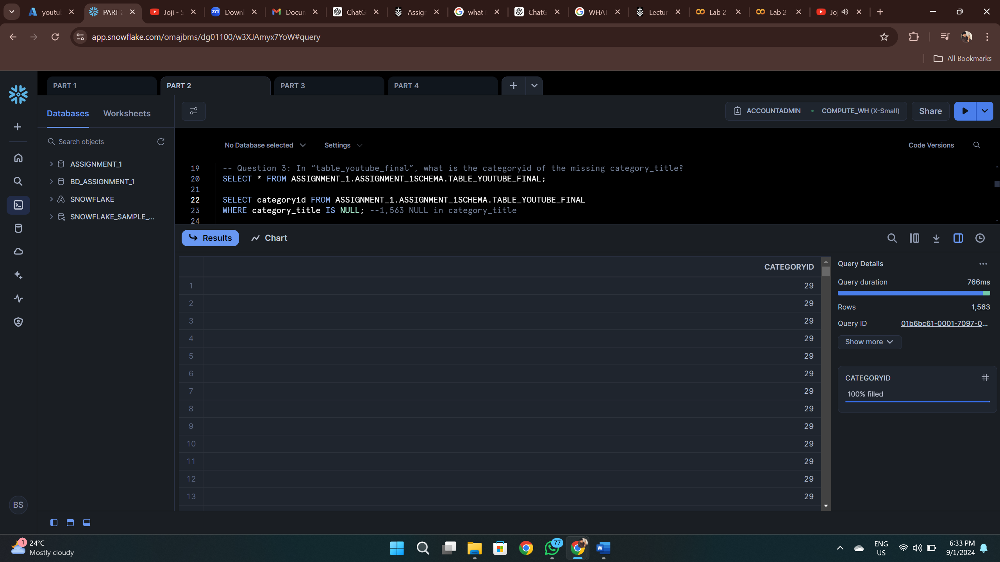 youtul
PART 2
Joji - S
Downl
Docun
ChatG
Assign
what i
ChatG
WHAT
Lectur
Lab 2
Lab 2
Joj
app.snowflake.com/omajbms/dg01100/w3XJAmyx7YoW#query
All Bookmarks
PART 1
PART 2
PART 3
PART 4
Databases
Worksheets
ACCOUNTADMIN
COMPUTE_WH (X-Small)
Share
Search objects
No Database selected
Settings
Code Versions
ASSIGNMENT_1
BD_ASSIGNMENT_1
SNOWFLAKE
SNOWFLAKE_SAMPLE_...
19 -- Question 3: In “table_youtube_final”, what is the categoryid of the missing category_title?
20 SELECT * FROM ASSIGNMENT_1.ASSIGNMENT_1SCHEMA.TABLE_YOUTUBE_FINAL;
21
22 SELECT categoryid FROM ASSIGNMENT_1.ASSIGNMENT_1SCHEMA.TABLE_YOUTUBE_FINAL
23 WHERE category_title IS NULL; --1,563 NULL in category_title
24
Results
Chart
CATEGORYID
1 29
2 29
3 29
4 29
5 29
6 29
7 29
8 29
9 29
10 29
11 29
12 29
13 29
Query Details
Query duration 766ms
Rows 1,563
Query ID 01b6bc61-0001-7097-0...
Show more
CATEGORYID
100% filled
BS
1
24°C
Mostly cloudy
77
ENG
US
6:33 PM
9/1/2024